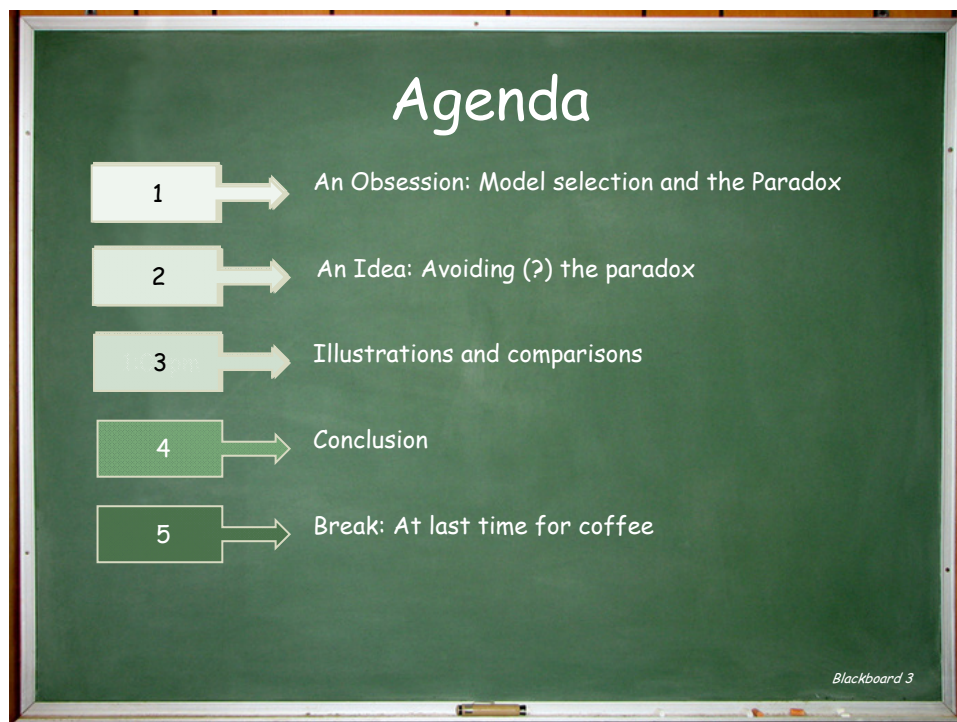 Agenda
1
An Obsession: Model selection and the Paradox
2
An Idea: Avoiding (?) the paradox
3
Illustrations and comparisons
4
Conclusion
5
Break: At last time for coffee
Blackboard 3